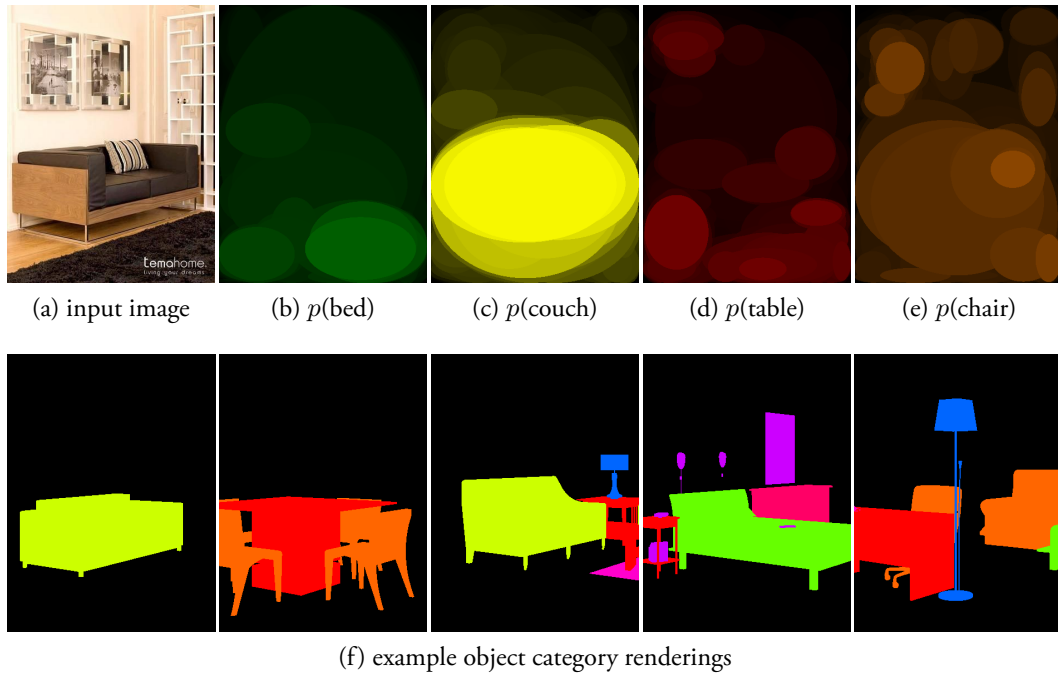 temahome.
living your dreams
(a) input image
(b) p(bed)
(c) p(couch)
(d) p(table)
(e) p(chair)
(f) example object category renderings